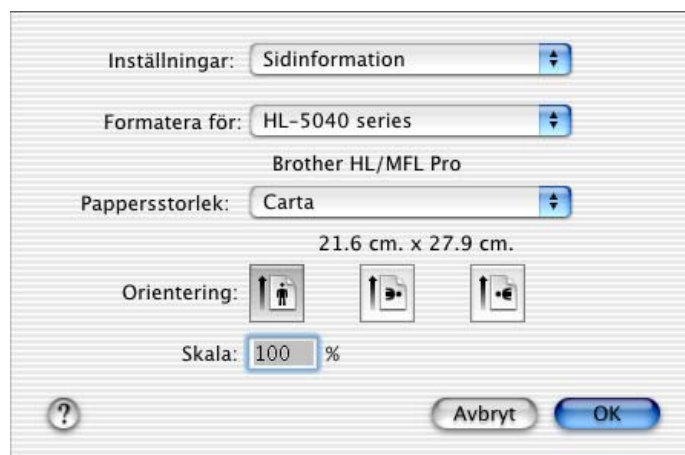 Inställningar: Sidinformation
Formatera för: HL-5040 series
Brother HL/MFL Pro
Pappersstorlek: Carta
21.6 cm. x 27.9 cm.
Orientering:
Skala: 100 %
? Avbryt OK